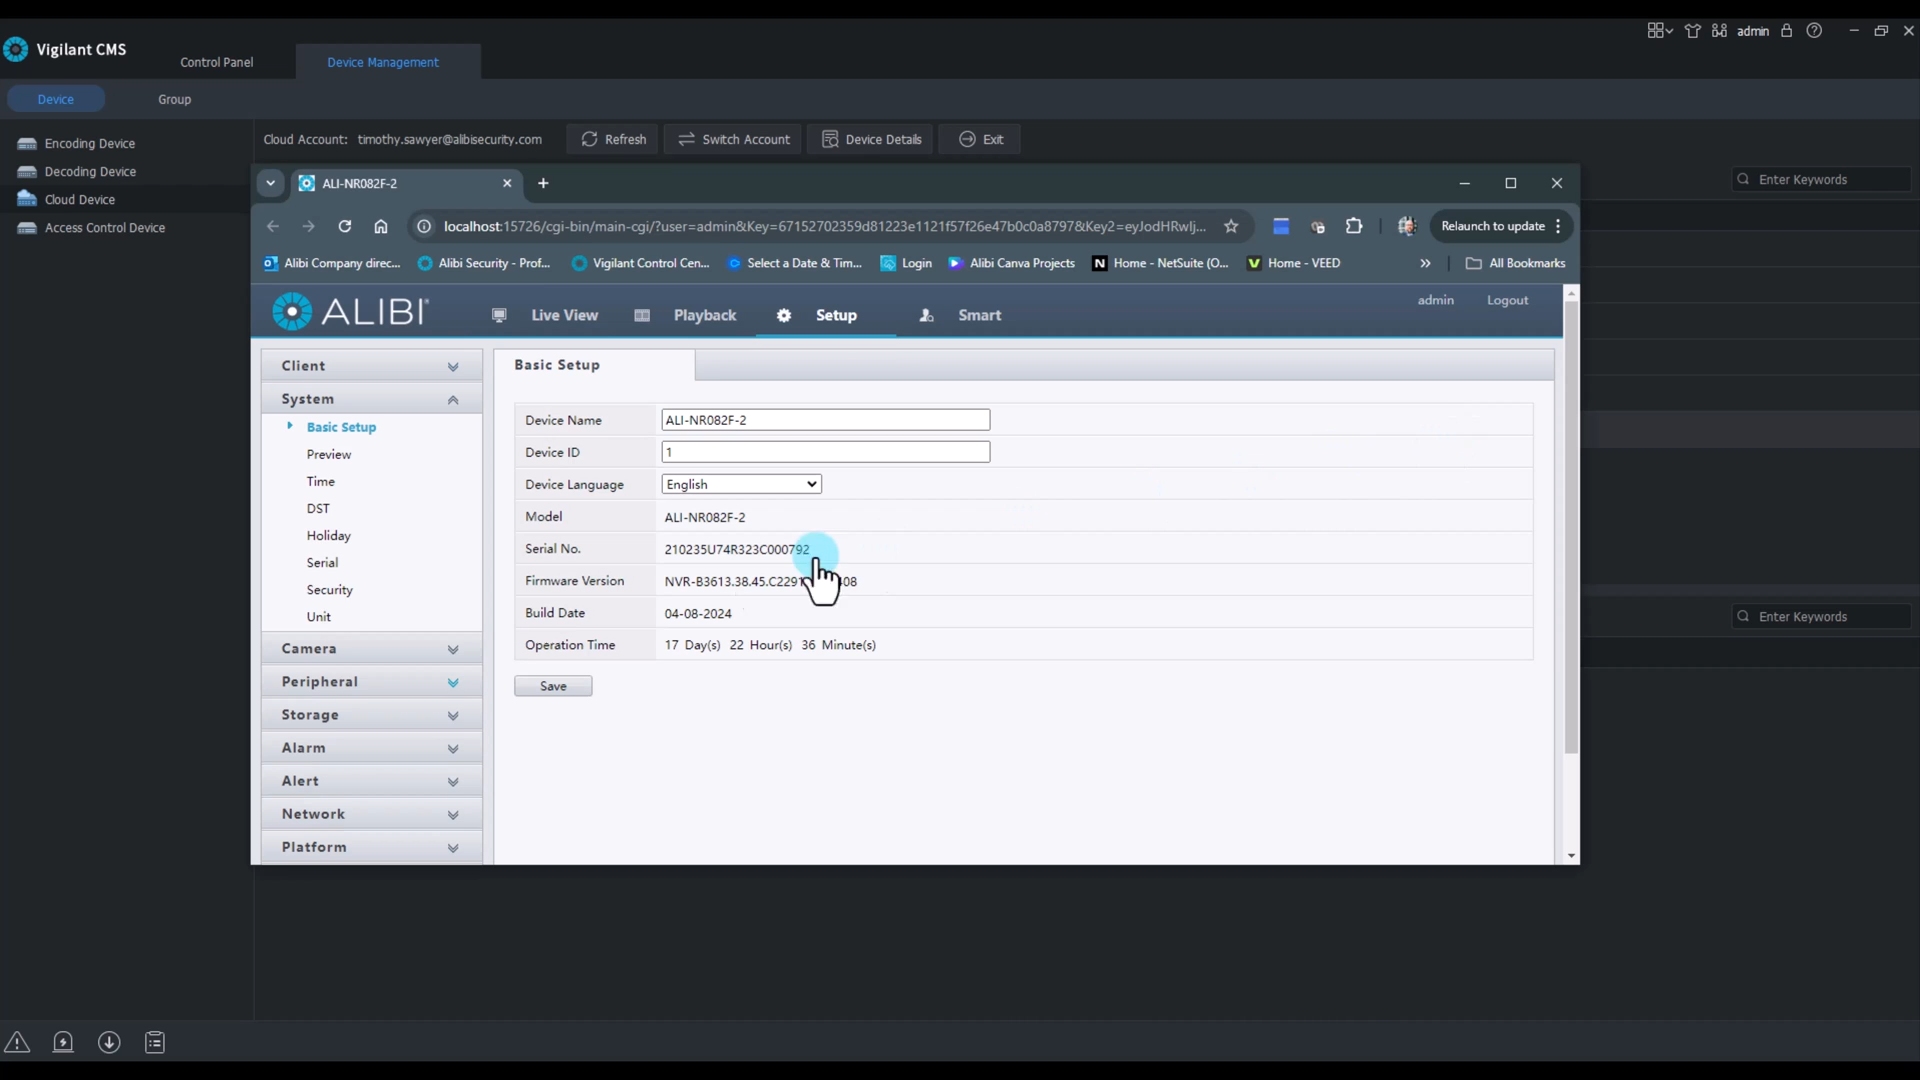 Vigilant CMS
Control Panel
Device Management
admin
Device
Group
Encoding Device
Decoding Device
Cloud Device
Access Control Device
Cloud Account: timothy.sawyer@alibisecurity.com
Refresh
Switch Account
Device Details
Exit
Enter Keywords
ALI-NR082F-2
localhost:15726/cgi-bin/main-cgi/?user=admin&Key=67152702359d81223e1121f57f26e47b0c0a8797&Key2=eyJodHRwIj...
Relaunch to update
Alibi Company direc...
Alibi Security - Prof...
Vigilant Control Cen...
Select a Date & Tim...
Login
Alibi Canva Projects
Home - NetSuite (O...
Home - VEED
All Bookmarks
ALIBI
Live View
Playback
Setup
Smart
admin
Logout
Client
System
Basic Setup
Preview
Time
DST
Holiday
Serial
Security
Unit
Camera
Peripheral
Storage
Alarm
Alert
Network
Platform
Basic Setup
Device Name ALI-NR082F-2
Device ID 1
Device Language English
Model ALI-NR082F-2
Serial No. 210235U74R323C000792
Firmware Version
Build Date 04-08-2024
Operation Time 17 Day(s) 22 Hour(s) 36 Minute(s)
Save
Enter Keywords